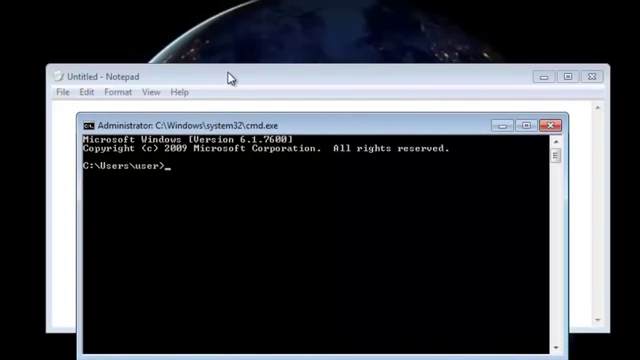 Untitled - Notepad
File Edit Format View Help
Administrator: C:\Windows\system32\cmd.exe
Microsoft Windows [Version 6.1.7600]
Copyright (c) 2009 Microsoft Corporation.  All rights reserved.
C:\Users\user>_